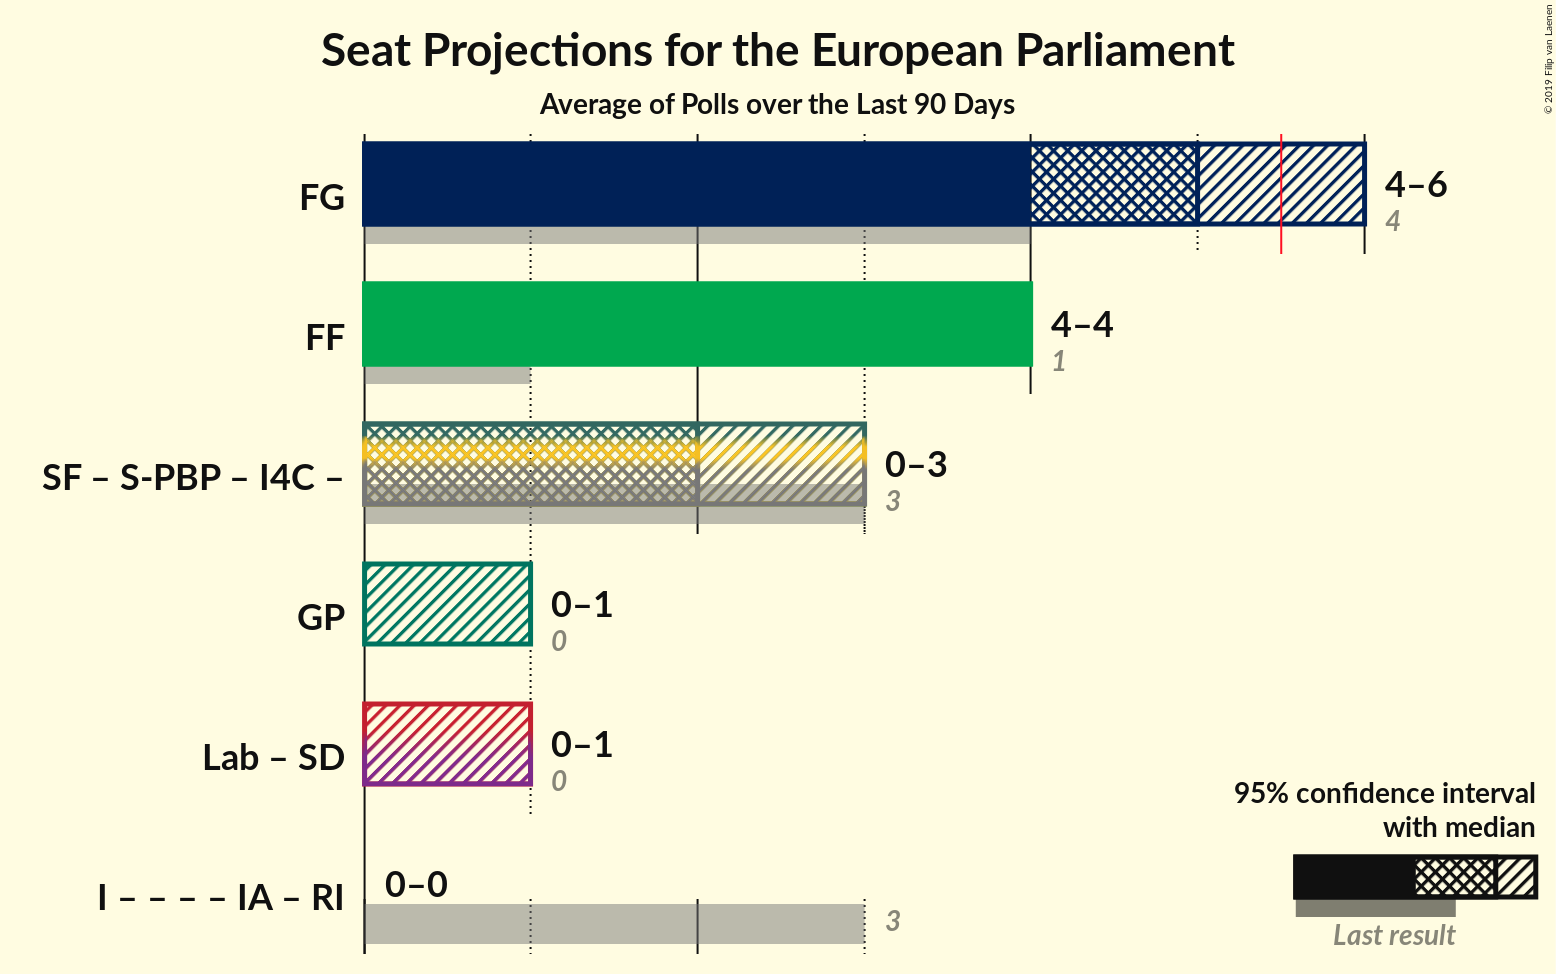 Seat Projections for the European Parliament
Average of Polls over the Last 90 Days
© 2019 Filip van Laenen
FG
4–6
4
FF
4–4
1
SF – S-PBP – I4C –
0–3
3
GP
0–1
0
Lab – SD
0–1
0
I – – – – IA – RI
0–0
3
95% confidence interval
with median
Last result